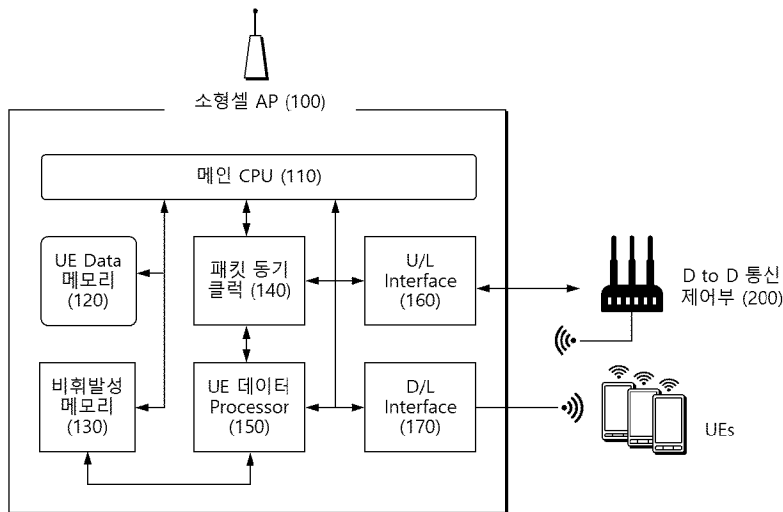 소형셀 AP (100)
메인 CPU (110)
UE Data
메모리
(120)
패킷 동기
클럭 (140)
U/L
Interface
(160)
D to D 통신
제어부 (200)
비휘발성
메모리
(130)
UE 데이터
Processor
(150)
D/L
Interface
(170)
UEs